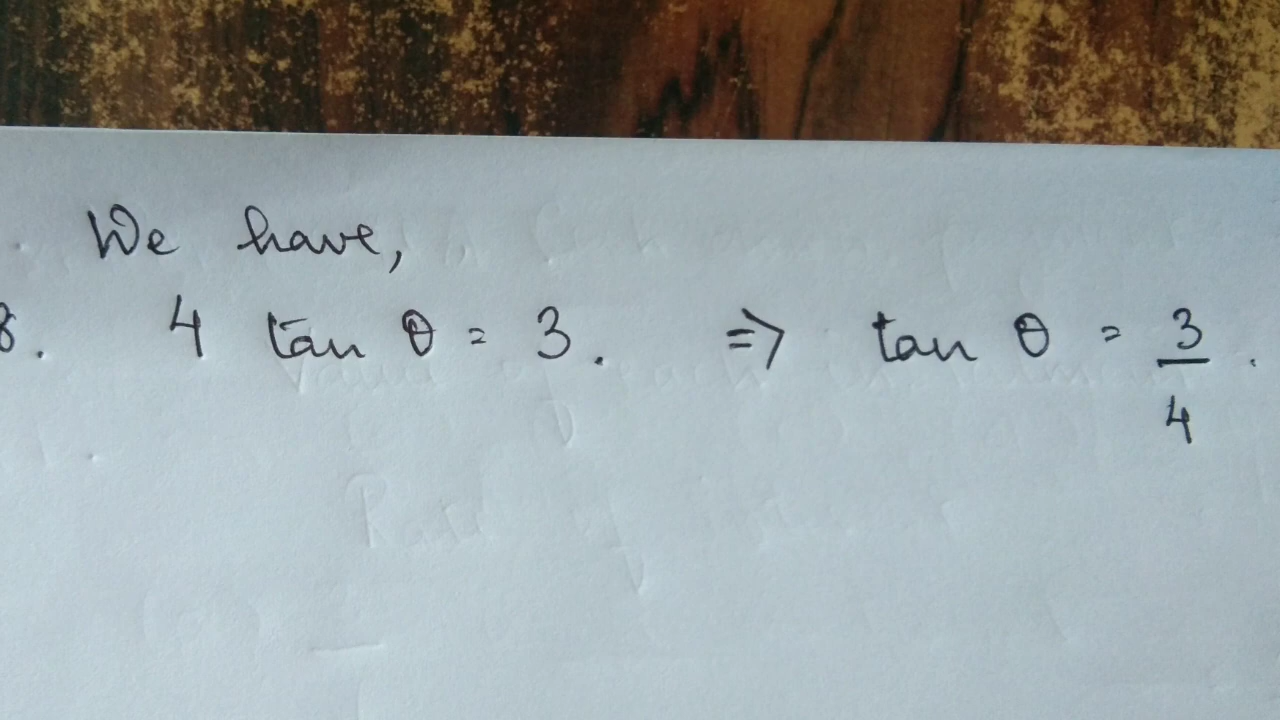 We have,
8. 4 tan θ = 3. => tan θ = 3/4.